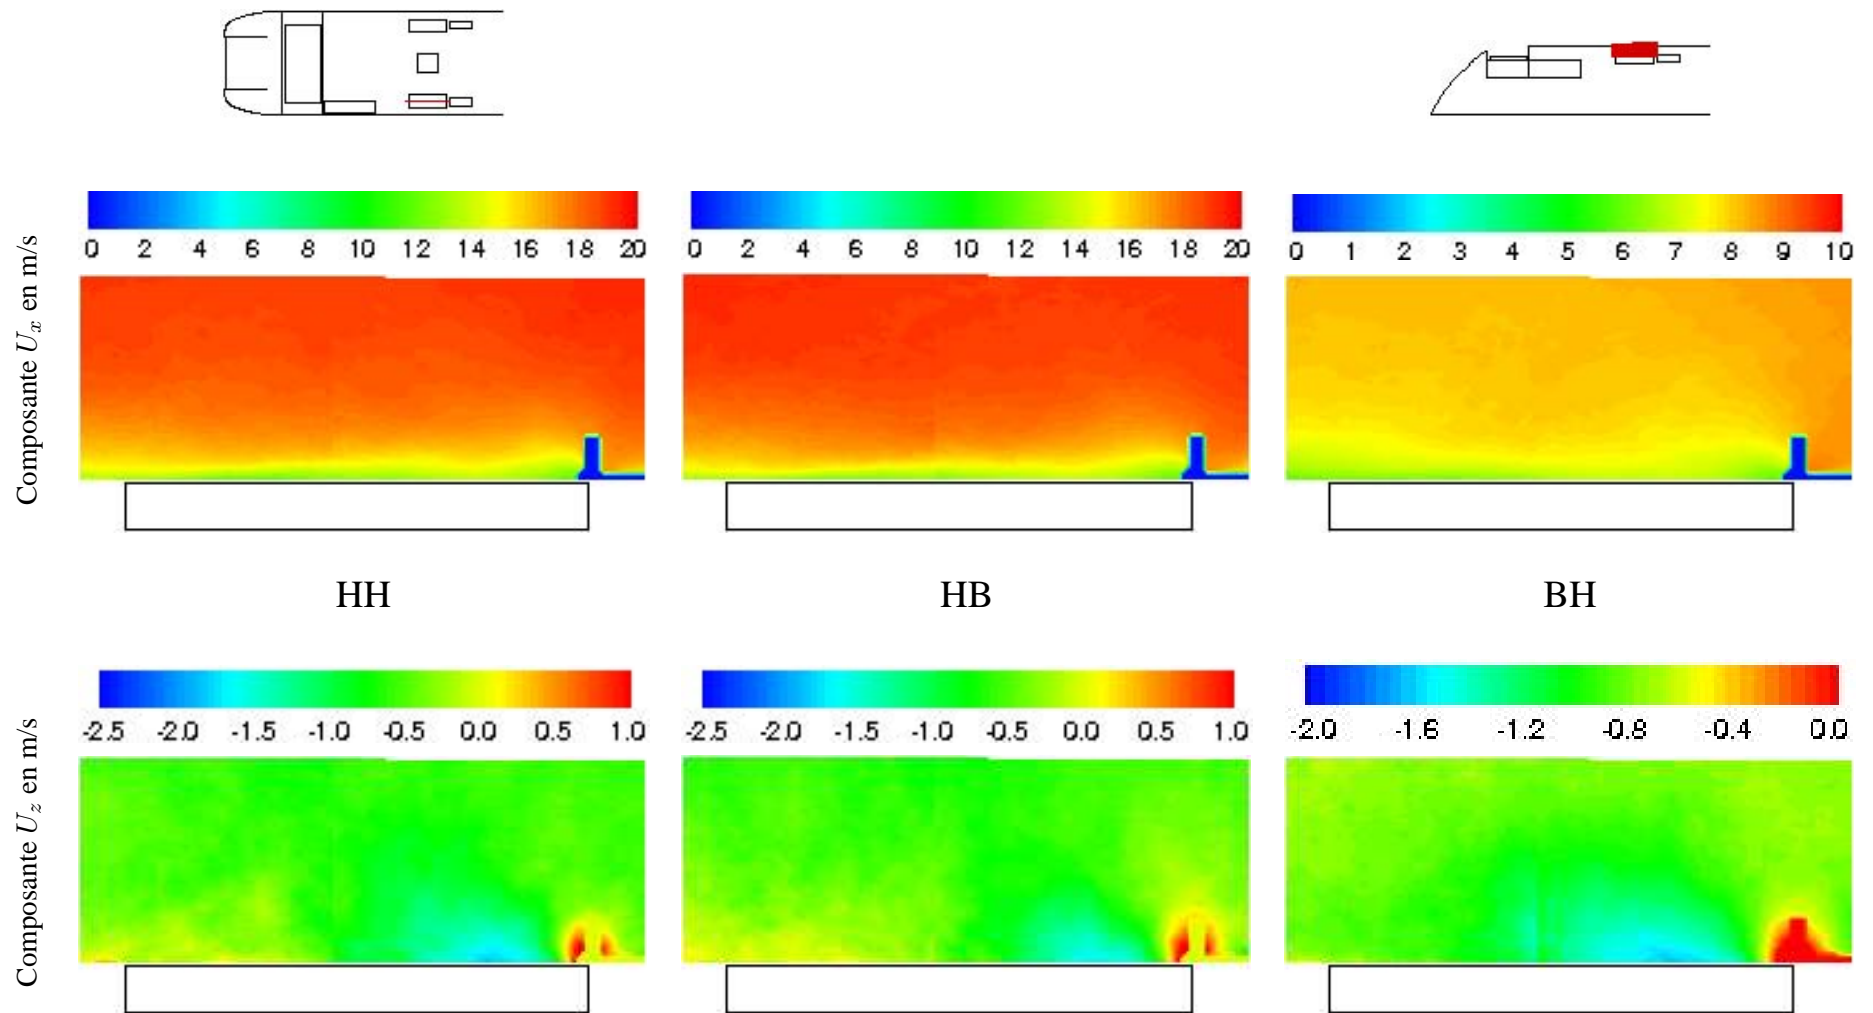 Composante Ux en m/s
0 2 4 6 8 10 12 14 16 18 20
0 2 4 6 8 10 12 14 16 18 20
0 1 2 3 4 5 6 7 8 9 10
HH
HB
BH
Composante Uz en m/s
-2.5 -2.0 -1.5 -1.0 -0.5 0.0 0.5 1.0
-2.5 -2.0 -1.5 -1.0 -0.5 0.0 0.5 1.0
-2.0 -1.6 -1.2 -0.8 -0.4 0.0